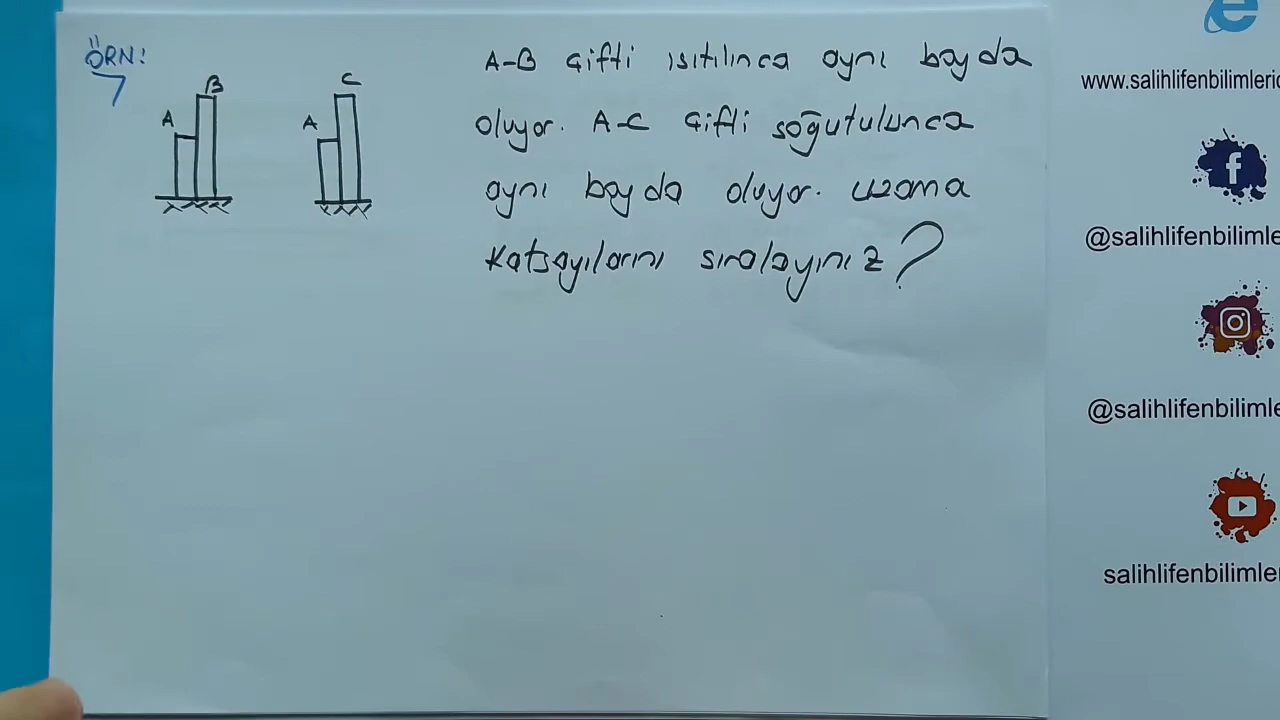 ÖRN:
7
A B
A C
A-B çifti ısıtılınca aynı boyda
oluyor. A-C çifti soğutulunca
aynı boyda oluyor. uzama
katsayılarını sıralayınız?
www.salihlifenbilimleric
@salihlifenbilimle
@salihlifenbilimle
salihlifenbilimle